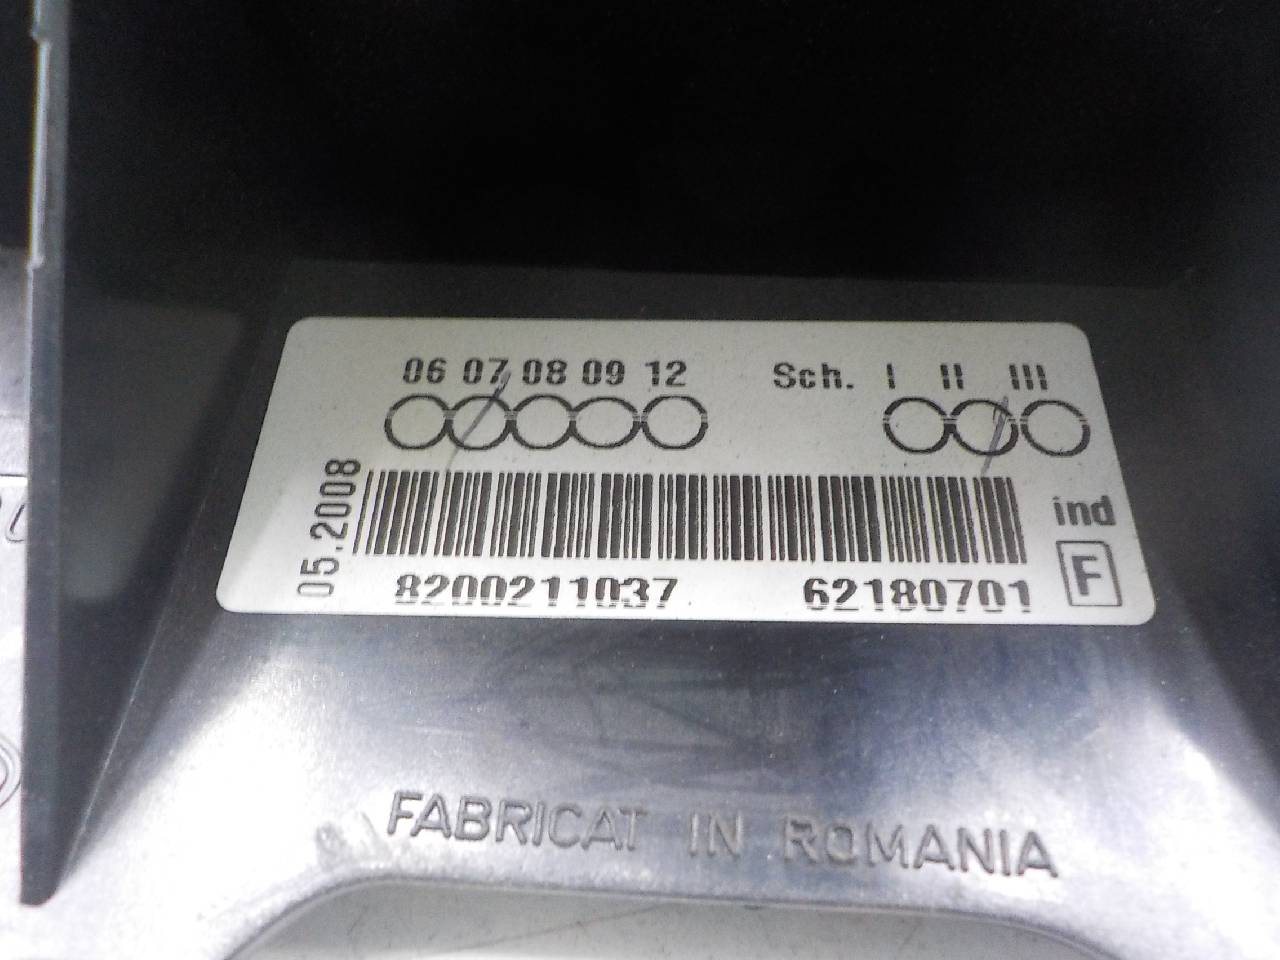 06 07 08 09 12 Sch. I II III
05.2008
ind
F
8200211037 62180701
FABRICAT IN ROMANIA